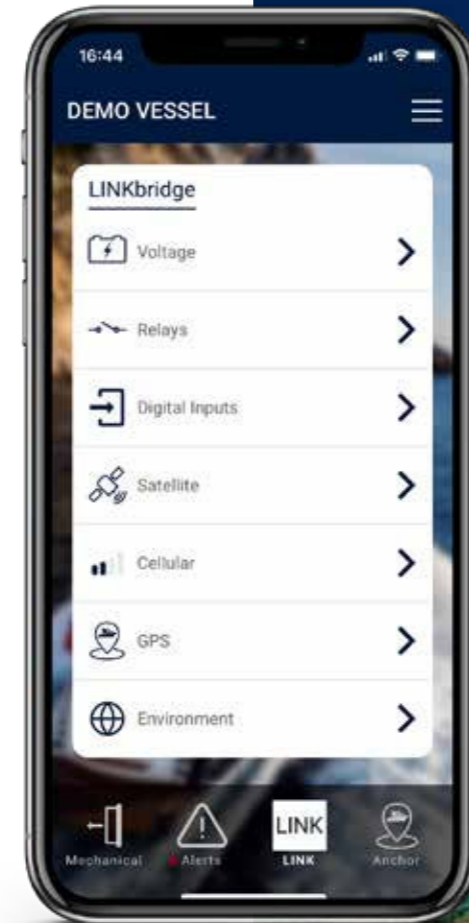 16:44
DEMO VESSEL
LINKbridge
Voltage
Relays
Digital Inputs
Satellite
Cellular
GPS
Environment
LINK
Mechanical Alerts LINK Anchor